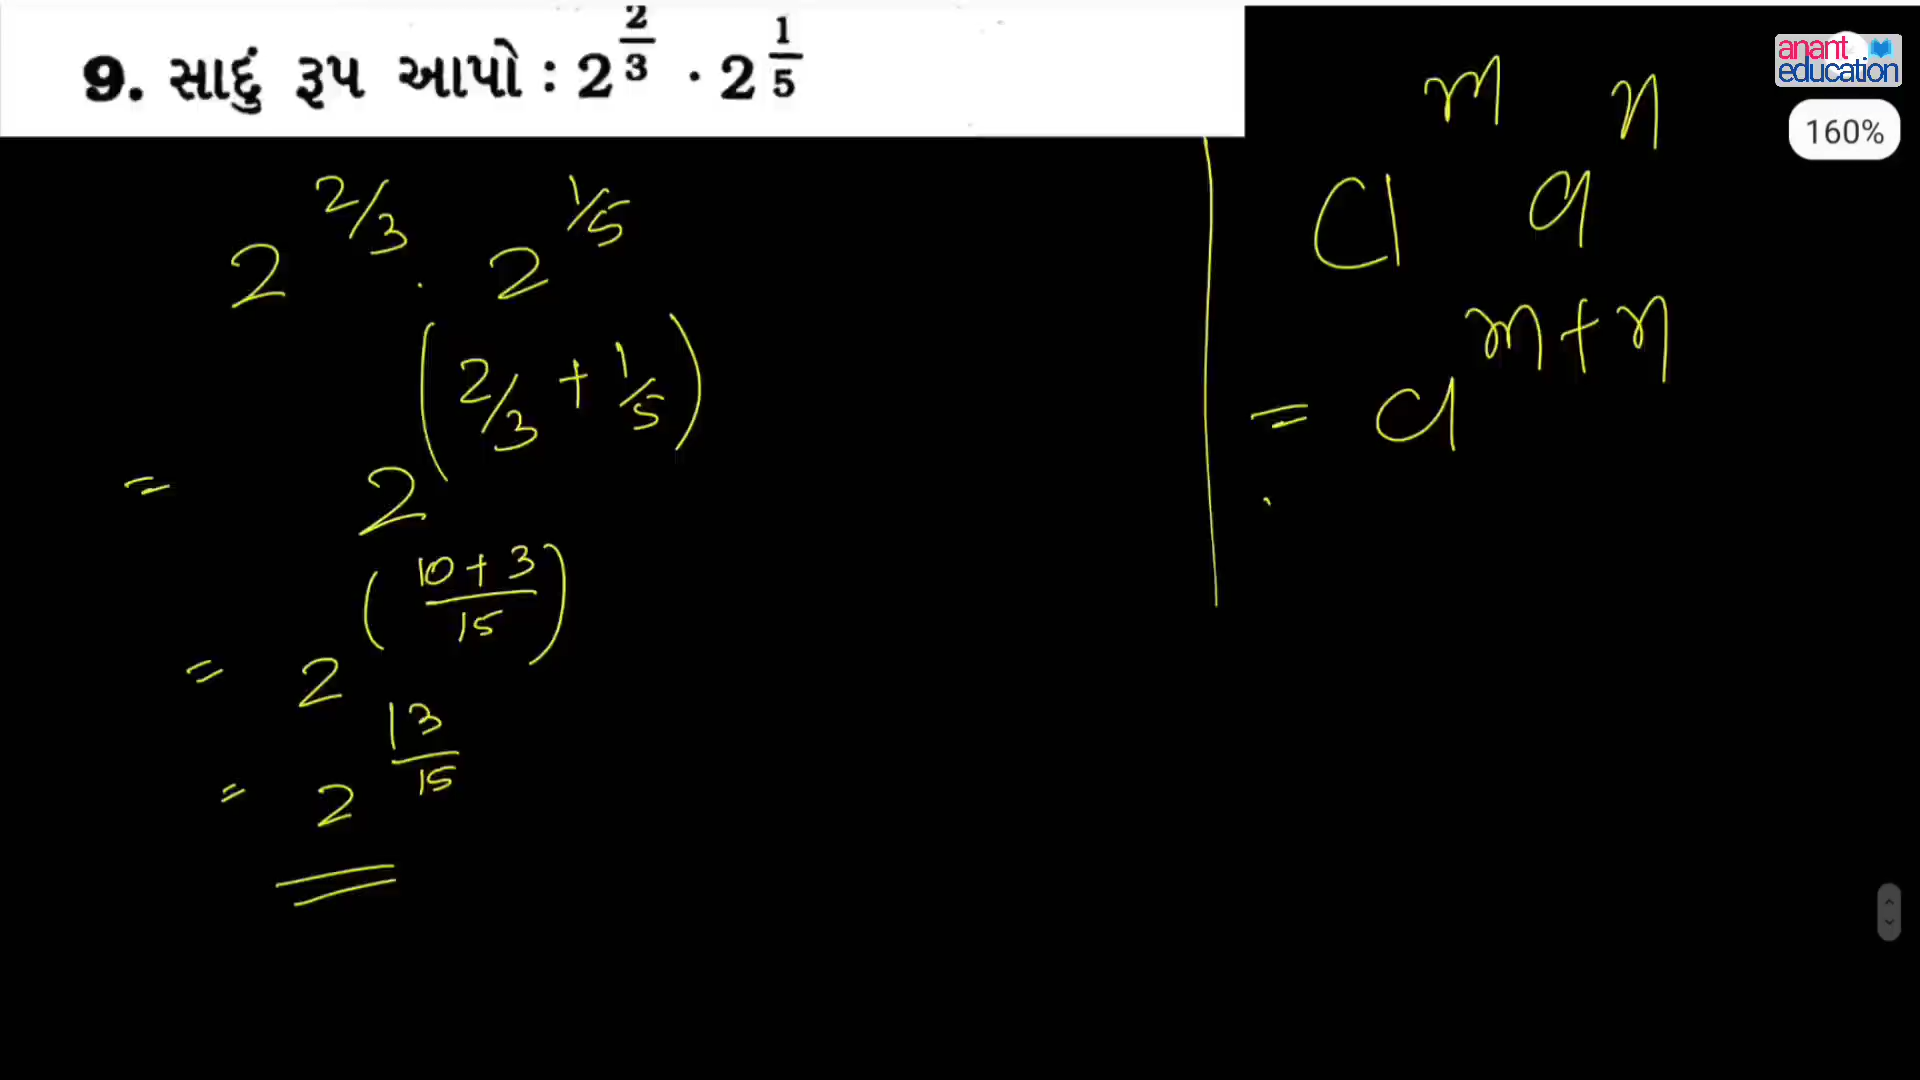 9. સાદું રૂપ આપો : 2^(2/3) · 2^(1/5)
2^(2/3) . 2^(1/5)
= 2^(2/3 + 1/5)
= 2^((10+3)/15)
= 2^(13/15)
a^m a^n
= a^(m+n)
anant
education
160%